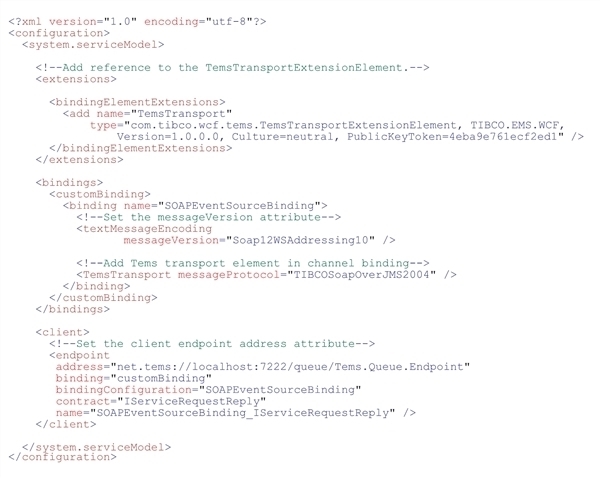 <?xml version="1.0" encoding="utf-8"?>
<configuration>
<system.serviceModel>
<!--Add reference to the TemsTransportExtensionElement.-->
<extensions>
<bindingElementExtensions>
<add name="TemsTransport"
type="com.tibco.wcf.tems.TemsTransportExtensionElement, TIBCO.EMS.WCF,
Version=1.0.0.0, Culture=neutral, PublicKeyToken=4eba9e761ecf2ed1" />
</bindingElementExtensions>
</extensions>
<bindings>
<customBinding>
<binding name="SOAPEventSourceBinding">
<!--Set the messageVersion attribute-->
<textMessageEncoding
messageVersion="Soap12WSAddressing10" />
<!--Add Tems transport element in channel binding-->
<TemsTransport messageProtocol="TIBCOSoapOverJMS2004" />
</binding>
</customBinding>
</bindings>
<client>
<!--Set the client endpoint address attribute-->
<endpoint
address="net.tems://localhost:7222/queue/Tems.Queue.Endpoint"
binding="customBinding"
bindingConfiguration="SOAPEventSourceBinding"
contract="IServiceRequestReply"
name="SOAPEventSourceBinding_IServiceRequestReply" />
</client>
</system.serviceModel>
</configuration>